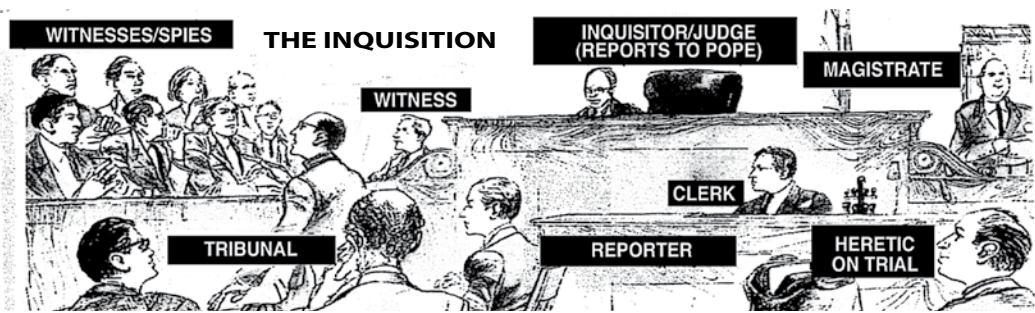 WITNESSES/SPIES
THE INQUISITION
INQUISITOR/JUDGE
(REPORTS TO POPE)
MAGISTRATE
WITNESS
CLERK
TRIBUNAL
REPORTER
HERETIC
ON TRIAL